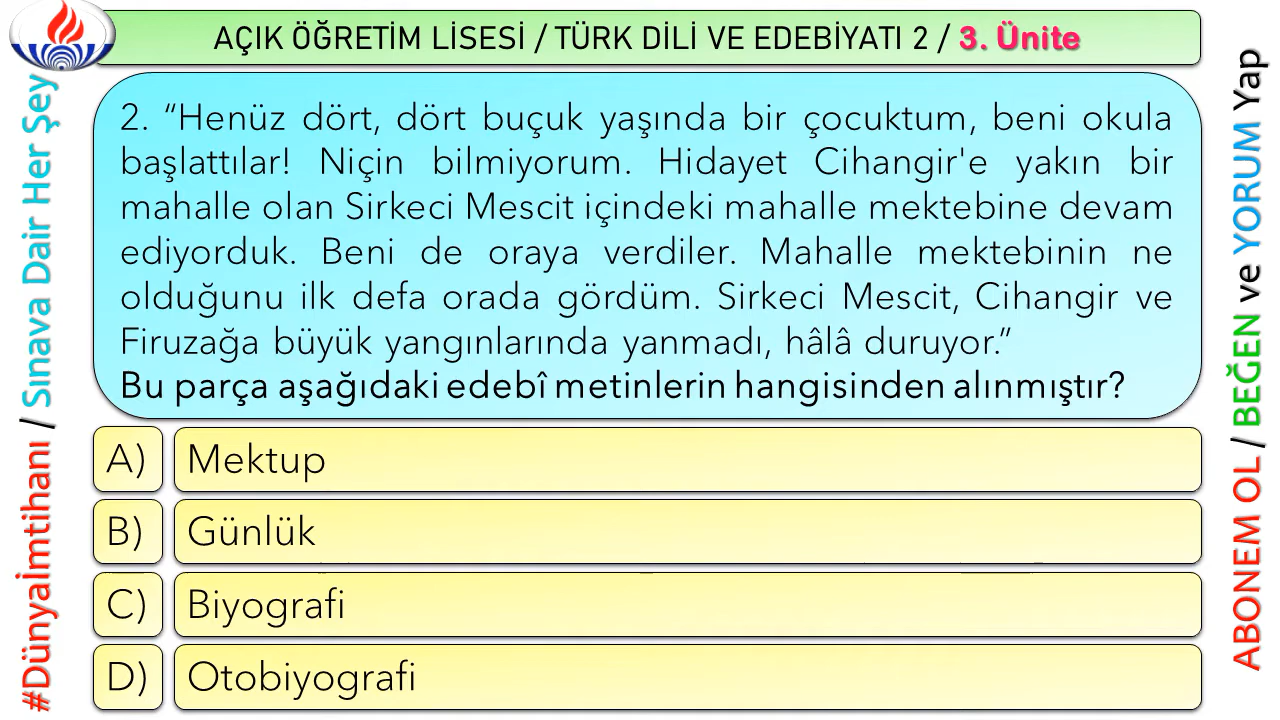 AÇIK ÖĞRETİM LİSESİ / TÜRK DİLİ VE EDEBİYATI 2 / 3. Ünite
2. “Henüz dört, dört buçuk yaşında bir çocuktum, beni okula
başlattılar! Niçin bilmiyorum. Hidayet Cihangir'e yakın bir
mahalle olan Sirkeci Mescit içindeki mahalle mektebine devam
ediyorduk. Beni de oraya verdiler. Mahalle mektebinin ne
olduğunu ilk defa orada gördüm. Sirkeci Mescit, Cihangir ve
Firuzağa büyük yangınlarında yanmadı, hâlâ duruyor.”
Bu parça aşağıdaki edebî metinlerin hangisinden alınmıştır?
A) Mektup
B) Günlük
C) Biyografi
D) Otobiyografi
#Dünyaİmtihanı / Sınava Dair Her Şey
ABONEM OL / BEĞEN ve YORUM Yap